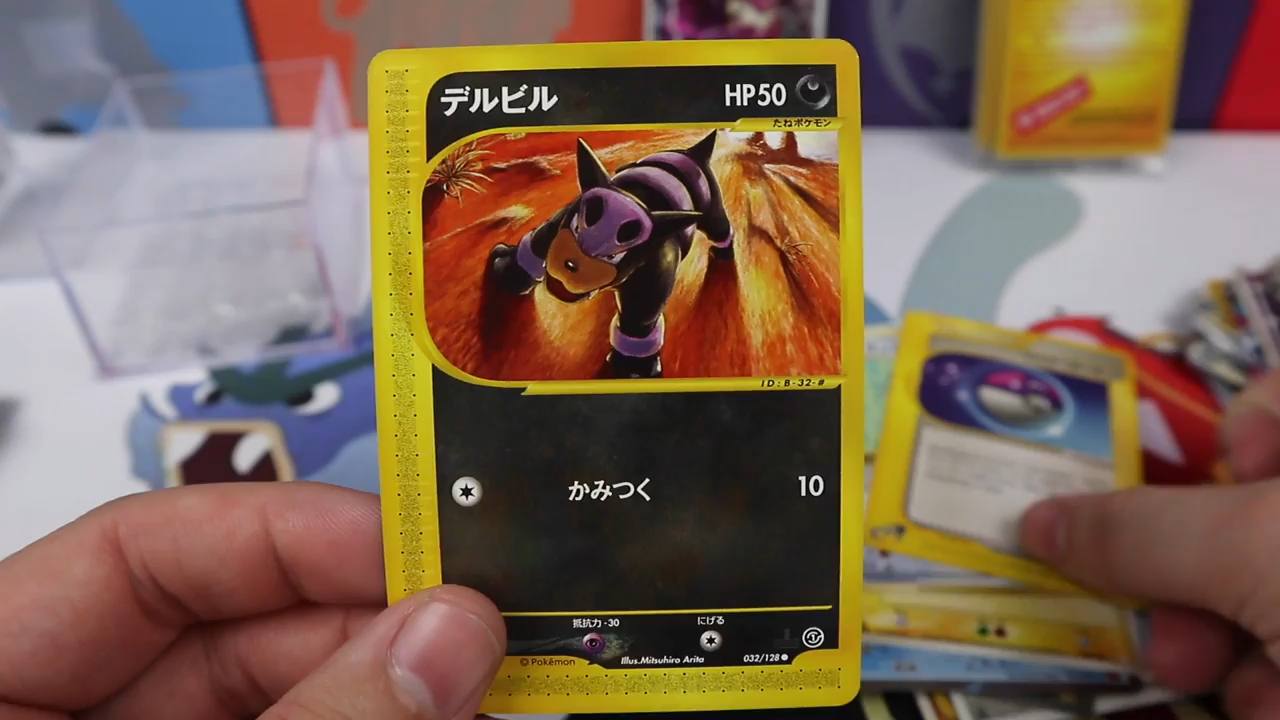 デルビル
HP50
たねポケモン
ID:B-32-#
かみつく 10
抵抗力-30 にげる
©Pokémon Illus.Mitsuhiro Arita 032/128●